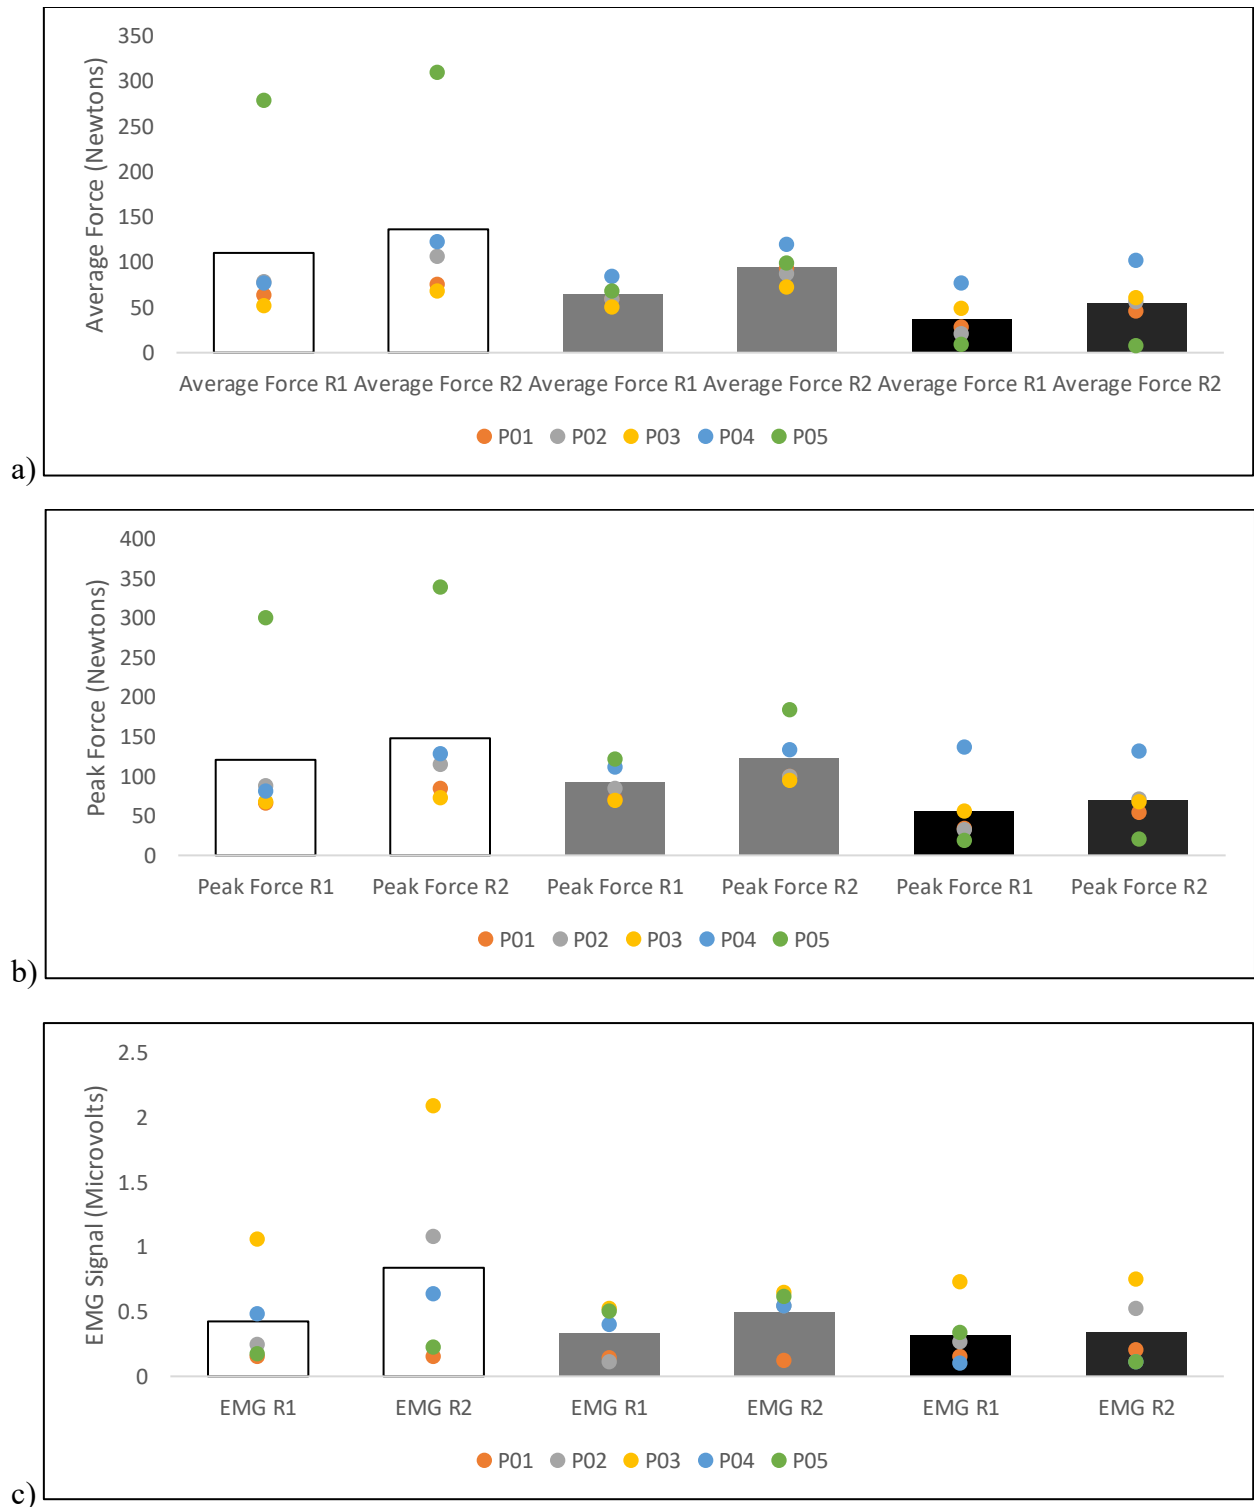 350
300
250
200
150
100
50
0
Average Force (Newtons)
Average Force R1 Average Force R2 Average Force R1 Average Force R2 Average Force R1 Average Force R2
P01 P02 P03 P04 P05
a)
400
350
300
250
200
150
100
50
0
Peak Force (Newtons)
Peak Force R1 Peak Force R2 Peak Force R1 Peak Force R2 Peak Force R1 Peak Force R2
P01 P02 P03 P04 P05
b)
2.5
2
1.5
1
0.5
0
EMG Signal (Microvolts)
EMG R1 EMG R2 EMG R1 EMG R2 EMG R1 EMG R2
P01 P02 P03 P04 P05
c)